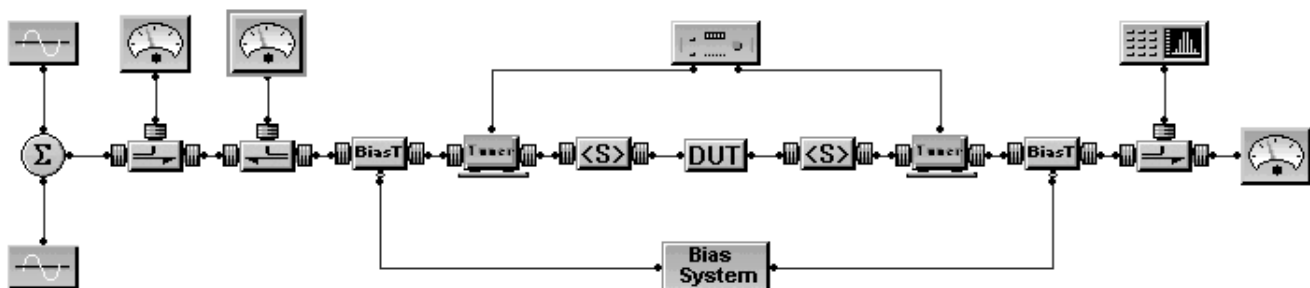 Σ
BiasT
Tuner
<S>
DUT
<S>
Tuner
BiasT
Bias
System